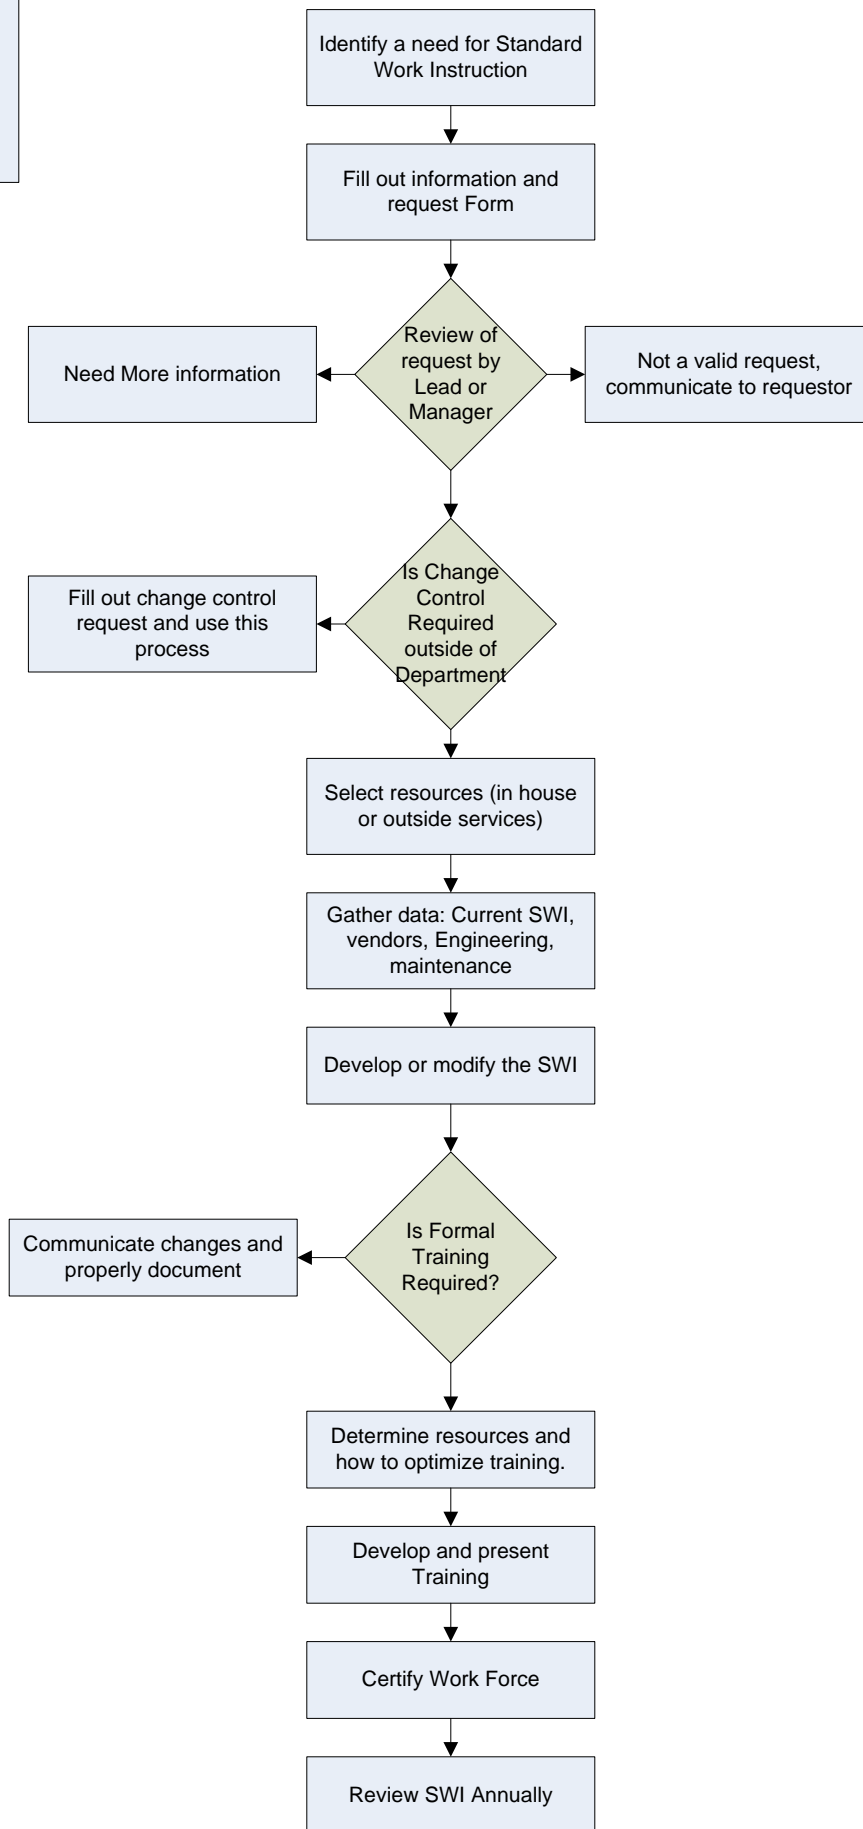 Identify a need for Standard
Work Instruction
Fill out information and
request Form
Review of
request by
Lead or
Manager
Need More information
Not a valid request,
communicate to requestor
Is Change
Control
Required
outside of
Department
Fill out change control
request and use this
process
Select resources (in house
or outside services)
Gather data: Current SWI,
vendors, Engineering,
maintenance
Develop or modify the SWI
Is Formal
Training
Required?
Communicate changes and
properly document
Determine resources and
how to optimize training.
Develop and present
Training
Certify Work Force
Review SWI Annually